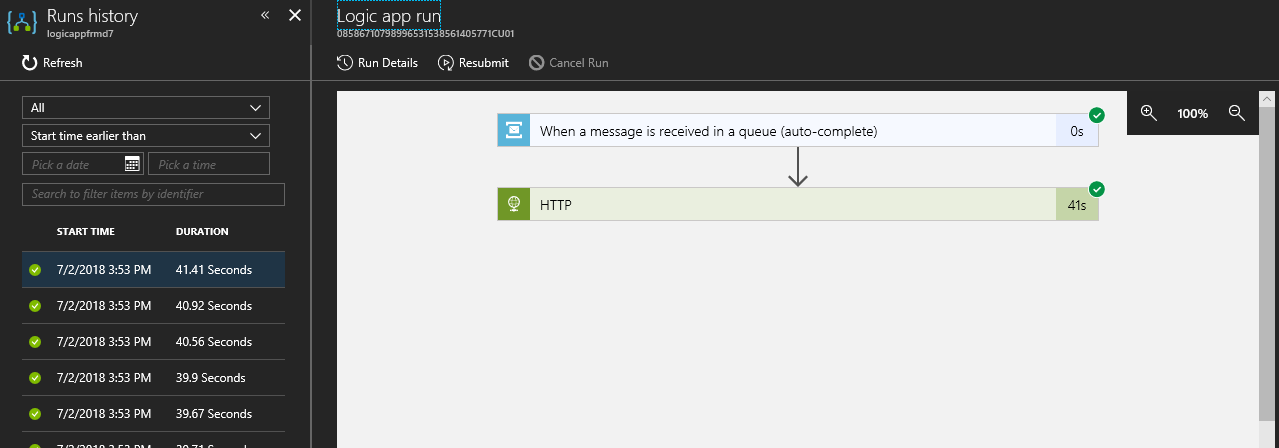 Runs history
logicappfrmd7
Refresh
All
Start time earlier than
Pick a date
Pick a time
Search to filter items by identifier
START TIME DURATION
7/2/2018 3:53 PM 41.41 Seconds
7/2/2018 3:53 PM 40.92 Seconds
7/2/2018 3:53 PM 40.56 Seconds
7/2/2018 3:53 PM 39.9 Seconds
7/2/2018 3:53 PM 39.67 Seconds
Logic app run
08586710798996531538561405771CU01
Run Details Resubmit Cancel Run
When a message is received in a queue (auto-complete) 0s
100%
HTTP 41s